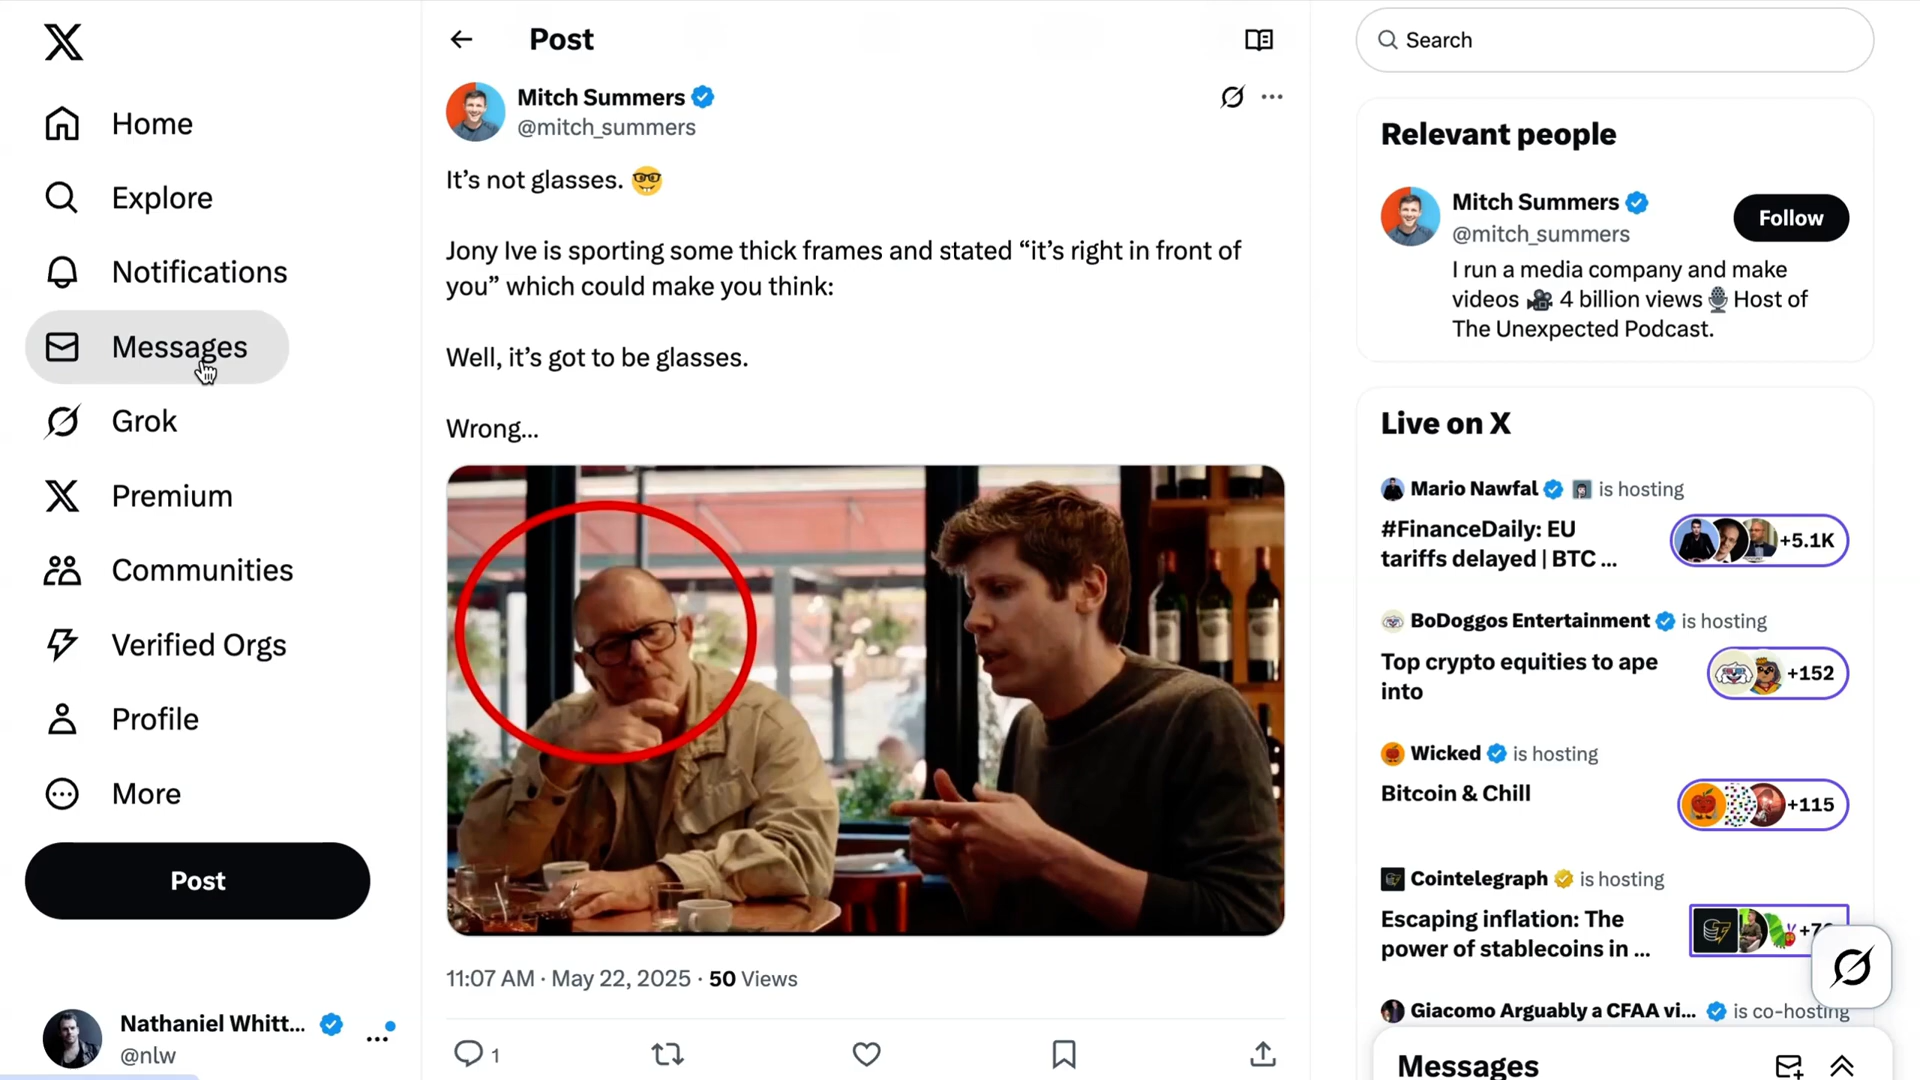 Home
Explore
Notifications
Messages
Grok
Premium
Communities
Verified Orgs
Profile
More
Post
Nathaniel Whitt...
@nlw
Post
Mitch Summers
@mitch_summers
It’s not glasses. 🤓
Jony Ive is sporting some thick frames and stated “it’s right in front of
you” which could make you think:
Well, it’s got to be glasses.
Wrong...
11:07 AM · May 22, 2025 · 50 Views
1
Search
Relevant people
Mitch Summers
@mitch_summers
Follow
I run a media company and make
videos 🎥 4 billion views 🎙️ Host of
The Unexpected Podcast.
Live on X
Mario Nawfal is hosting
#FinanceDaily: EU
tariffs delayed | BTC ...
+5.1K
BoDoggos Entertainment is hosting
Top crypto equities to ape
into
+152
Wicked is hosting
Bitcoin & Chill
+115
Cointelegraph is hosting
Escaping inflation: The
power of stablecoins in ...
Giacomo Arguably a CFAA vi... is co-hosting
Messages